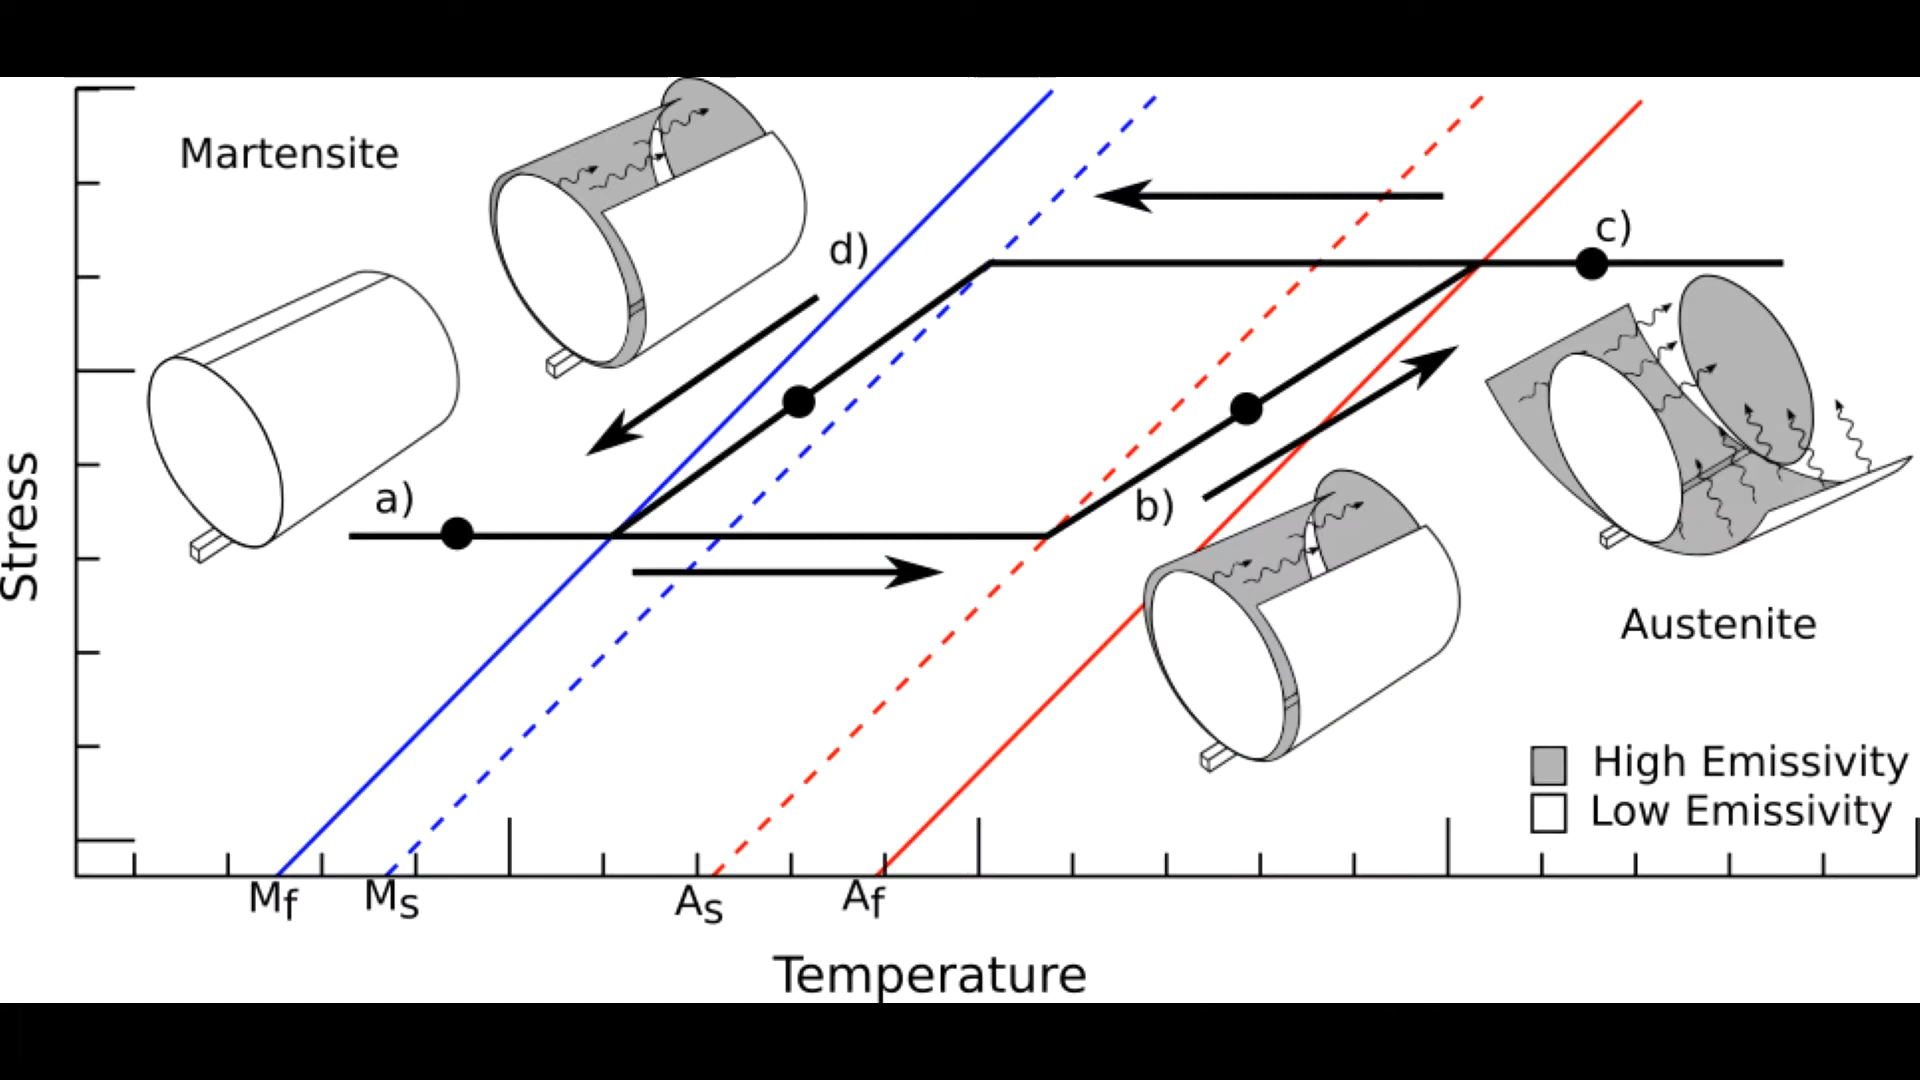 Martensite
d)
c)
a)
b)
Stress
Austenite
High Emissivity
Low Emissivity
Mf
Ms
As
Af
Temperature